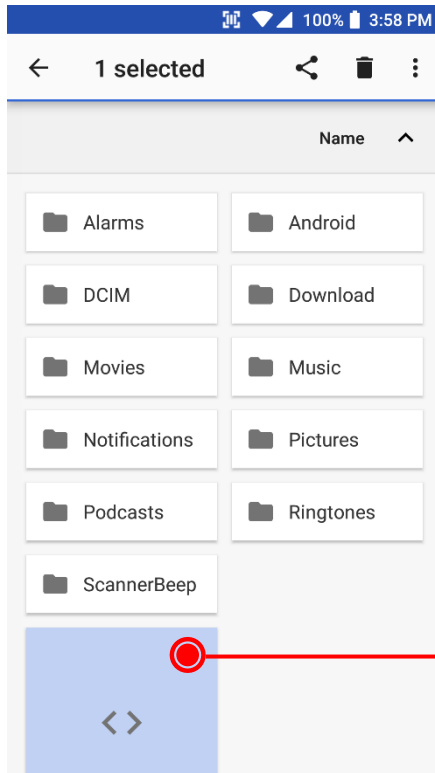 100% 3:58 PM
1 selected
Name
Alarms Android
DCIM Download
Movies Music
Notifications Pictures
Podcasts Ringtones
ScannerBeep